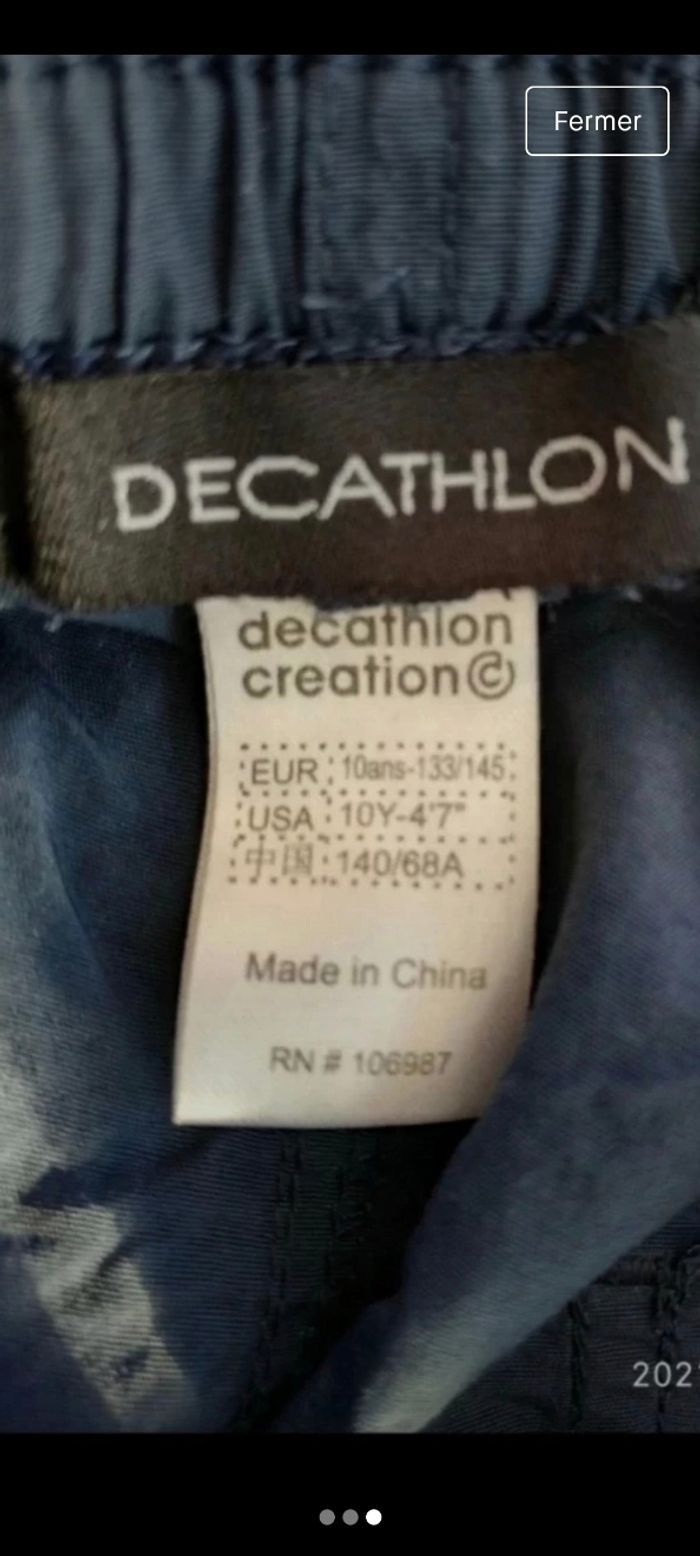 Fermer
DECATHLON
decathlon
creation©
EUR 10ans-133/145
USA 10Y-4'7"
中国 140/68A
Made in China
RN # 106987
202